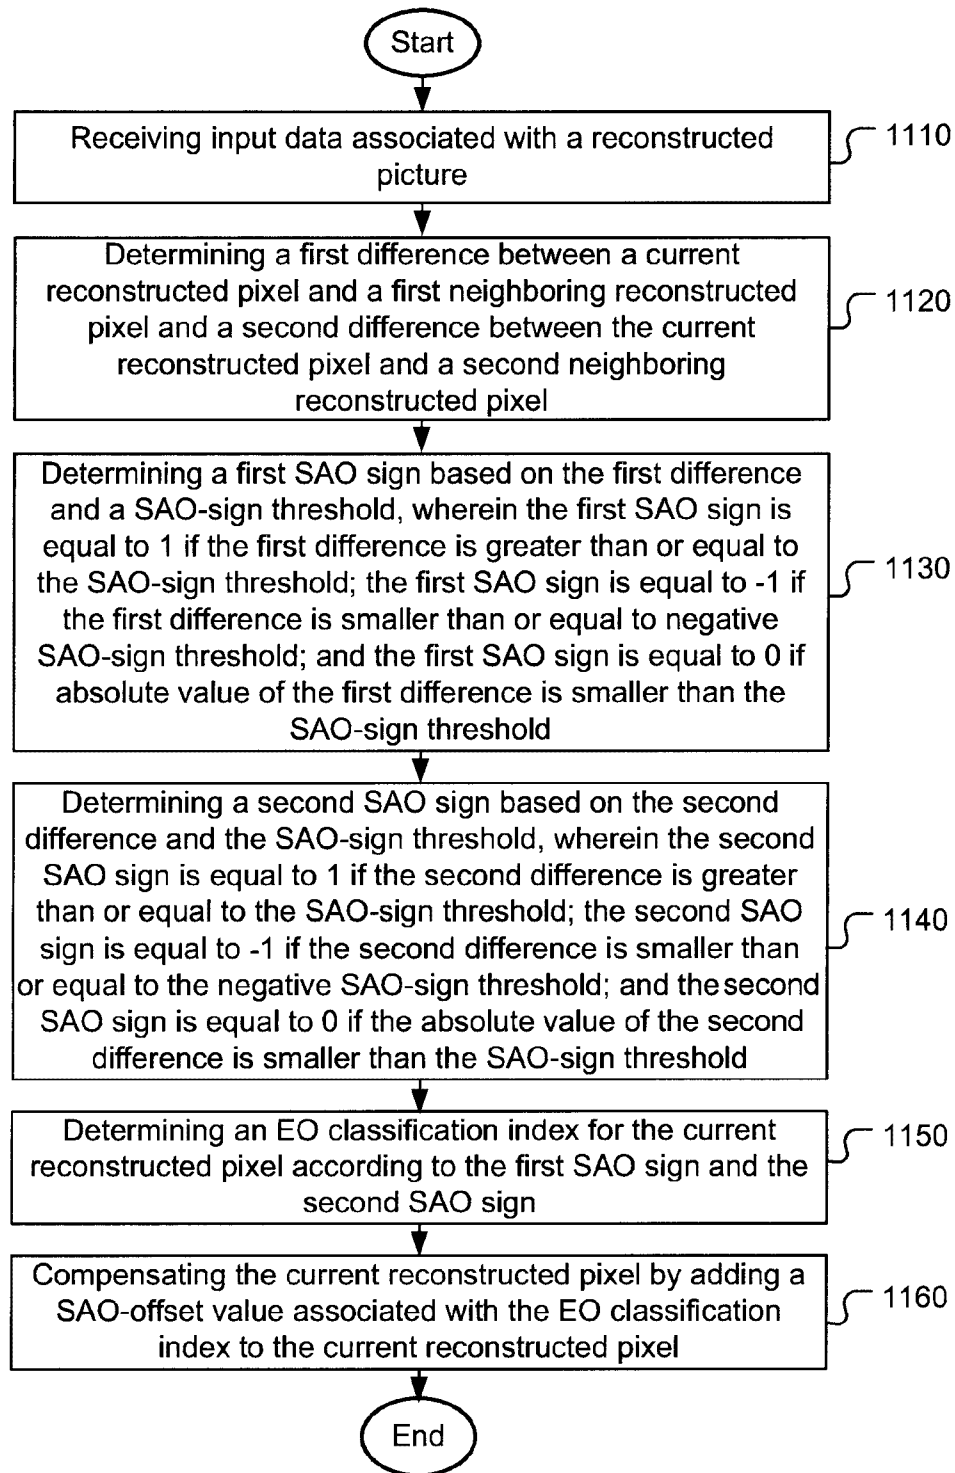 Start
Receiving input data associated with a reconstructed
picture
1110
Determining a first difference between a current
reconstructed pixel and a first neighboring reconstructed
pixel and a second difference between the current
reconstructed pixel and a second neighboring
reconstructed pixel
1120
Determining a first SAO sign based on the first difference
and a SAO-sign threshold, wherein the first SAO sign is
equal to 1 if the first difference is greater than or equal to
the SAO-sign threshold; the first SAO sign is equal to -1 if
the first difference is smaller than or equal to negative
SAO-sign threshold; and the first SAO sign is equal to 0 if
absolute value of the first difference is smaller than the
SAO-sign threshold
1130
Determining a second SAO sign based on the second
difference and the SAO-sign threshold, wherein the second
SAO sign is equal to 1 if the second difference is greater
than or equal to the SAO-sign threshold; the second SAO
sign is equal to -1 if the second difference is smaller than
or equal to the negative SAO-sign threshold; and the second
SAO sign is equal to 0 if the absolute value of the second
difference is smaller than the SAO-sign threshold
1140
Determining an EO classification index for the current
reconstructed pixel according to the first SAO sign and the
second SAO sign
1150
Compensating the current reconstructed pixel by adding a
SAO-offset value associated with the EO classification
index to the current reconstructed pixel
1160
End